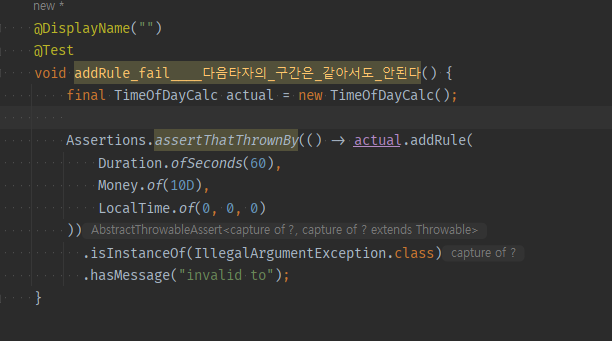 new *
@DisplayName("")
@Test
void addRule_fail____다음타자의_구간은_같아서도_안된다() {
final TimeOfDayCalc actual = new TimeOfDayCalc();
Assertions.assertThatThrownBy(() -> actual.addRule(
Duration.ofSeconds(60),
Money.of(10D),
LocalTime.of(0, 0, 0)
)) AbstractThrowableAssert<capture of ?, capture of ? extends Throwable>
.isInstanceOf(IllegalArgumentException.class) capture of ?
.hasMessage("invalid to");
}